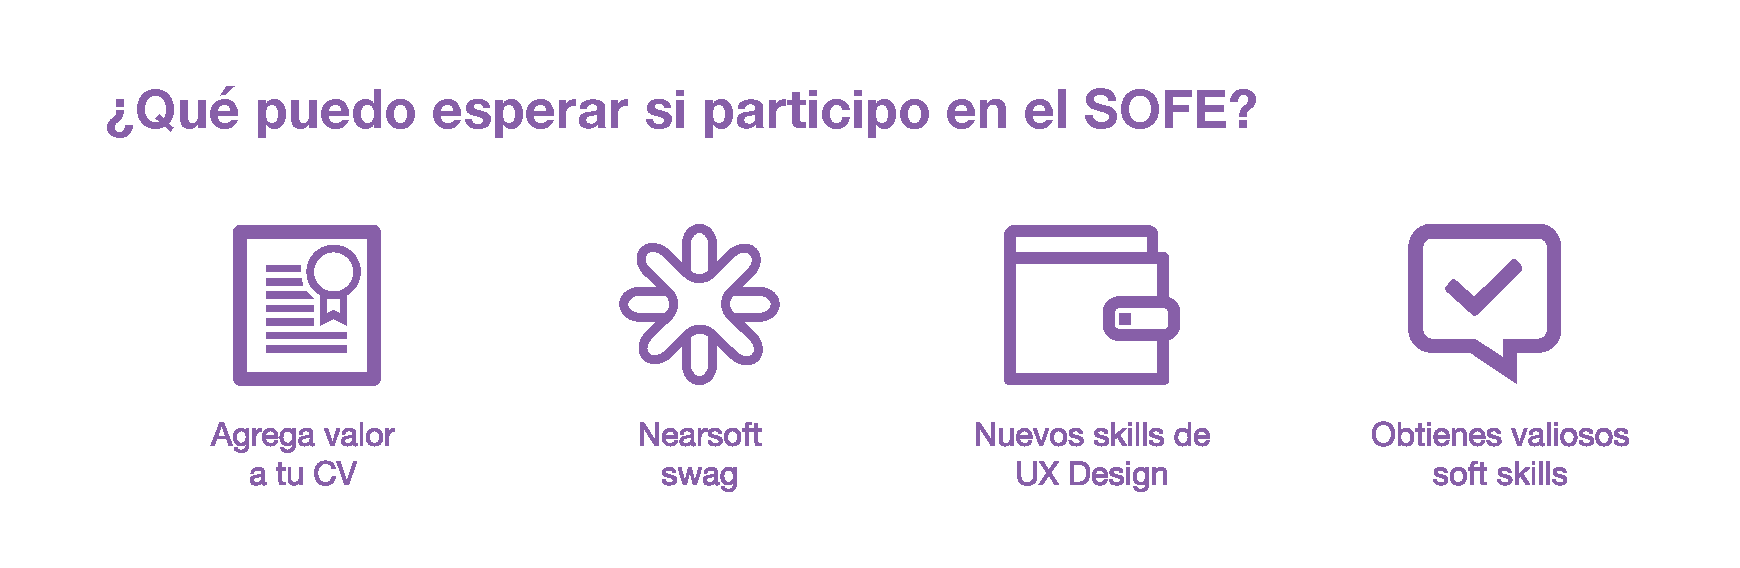 ¿Qué puedo esperar si participo en el SOFE?
Agrega valor
a tu CV
Nearsoft
swag
Nuevos skills de
UX Design
Obtienes valiosos
soft skills